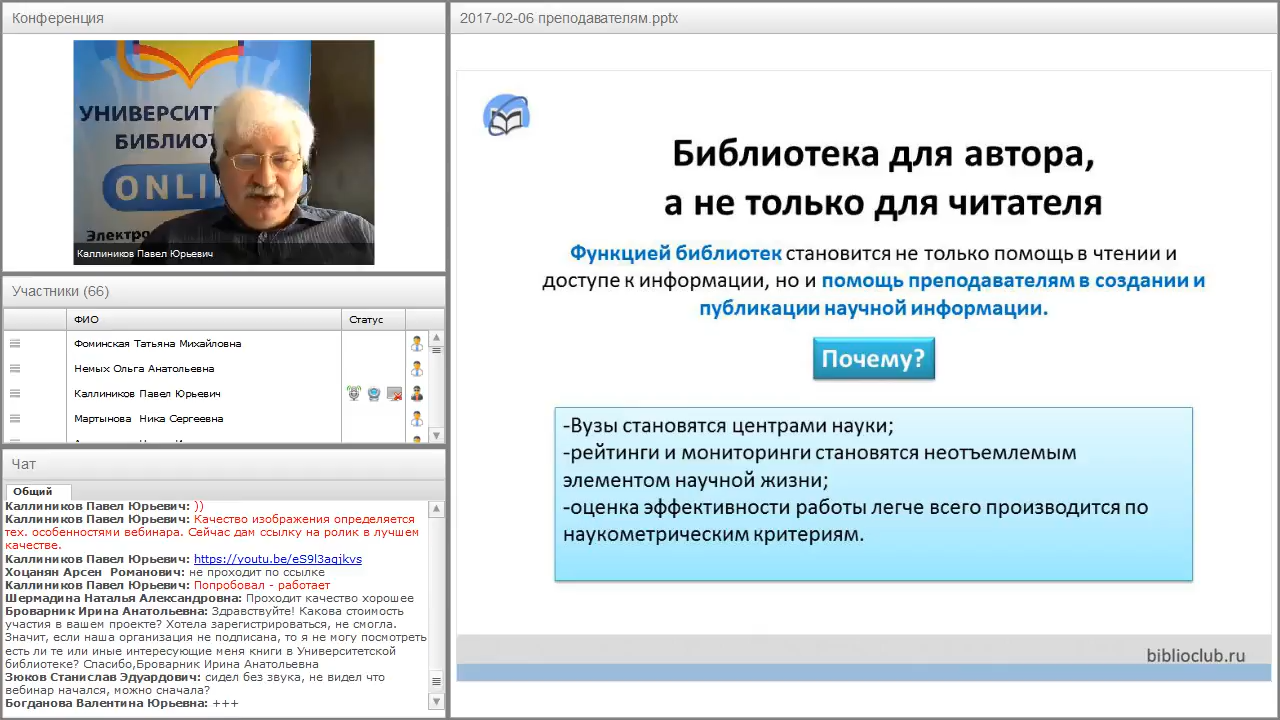 Конференция
УНИВЕРСИТ
БИБЛИОТ
ONLI
Электро
Каллиников Павел Юрьевич
Участники (66)
ФИО
Статус
Фоминская Татьяна Михайловна
Немых Ольга Анатольевна
Каллиников Павел Юрьевич
Мартынова Ника Сергеевна
Чат
Общий
Каллиников Павел Юрьевич: ))
Каллиников Павел Юрьевич: Качество изображения определяется
тех. особенностями вебинара. Сейчас дам ссылку на ролик в лучшем
качестве.
Каллиников Павел Юрьевич: https://youtu.be/eS9l3aqjkvs
Хоцанян Арсен Романович: не проходит по ссылке
Каллиников Павел Юрьевич: Попробовал - работает
Шермадина Наталья Александровна: Проходит качество хорошее
Броварник Ирина Анатольевна: Здравствуйте! Какова стоимость
участия в вашем проекте? Хотела зарегистрироваться, не смогла.
Значит, если наша организация не подписана, то я не могу посмотреть
есть ли те или иные интересующие меня книги в Университетской
библиотеке? Спасибо,Броварник Ирина Анатольевна
Зюков Станислав Эдуардович: сидел без звука, не видел что
вебинар начался, можно сначала?
Богданова Валентина Юрьевна: +++
2017-02-06 преподавателям.pptx
Библиотека для автора,
а не только для читателя
Функцией библиотек становится не только помощь в чтении и
доступе к информации, но и помощь преподавателям в создании и
публикации научной информации.
Почему?
-Вузы становятся центрами науки;
-рейтинги и мониторинги становятся неотъемлемым
элементом научной жизни;
-оценка эффективности работы легче всего производится по
наукометрическим критериям.
biblioclub.ru